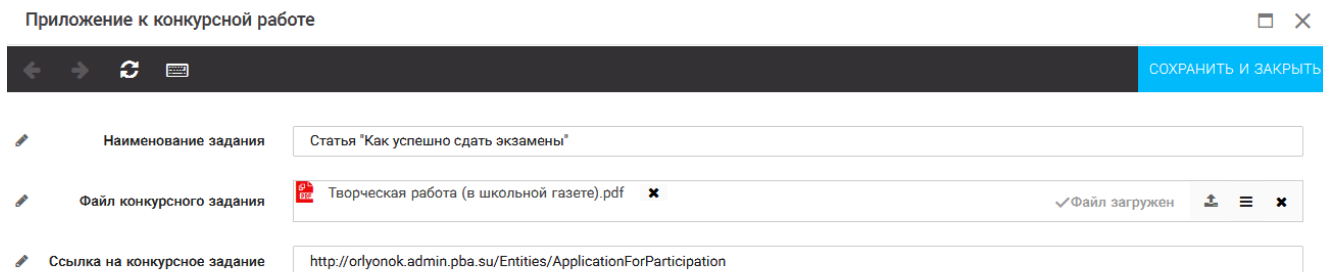 Приложение к конкурсной работе
СОХРАНИТЬ И ЗАКРЫТЬ
Наименование задания Статья "Как успешно сдать экзамены"
Файл конкурсного задания Творческая работа (в школьной газете).pdf Файл загружен
Ссылка на конкурсное задание http://orlyonok.admin.pba.su/Entities/ApplicationForParticipation